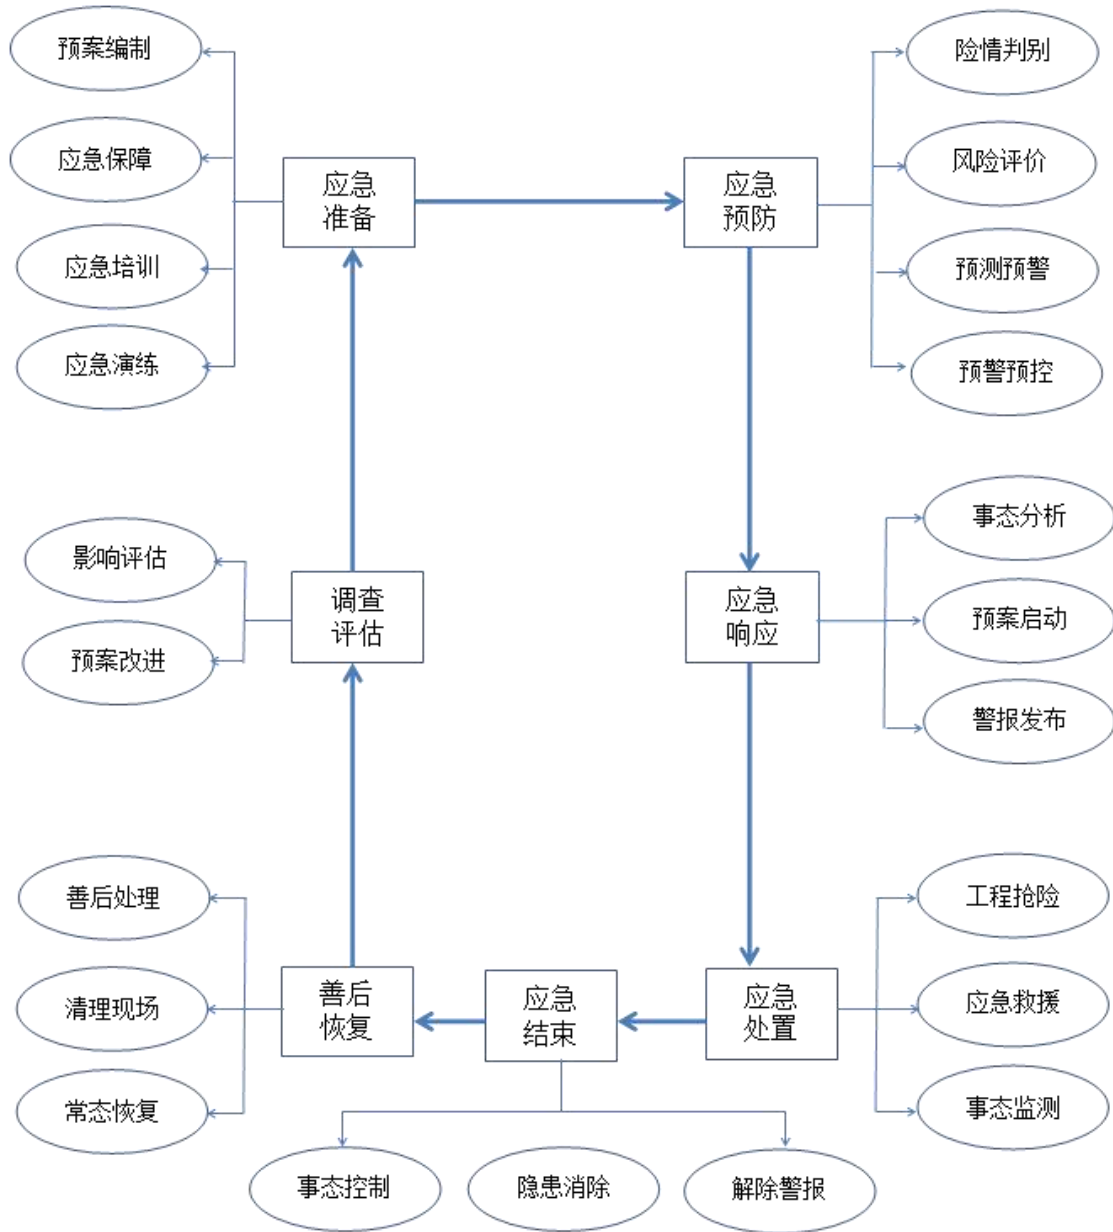 预案编制
险情判别
应急保障
风险评价
应急
准备
应急
预防
应急培训
预测预警
应急演练
预警预控
事态分析
影响评估
调查
评估
应急
响应
预案启动
预案改进
警报发布
善后处理
工程抢险
清理现场
善后
恢复
应急
结束
应急
处置
应急救援
常态恢复
事态监测
事态控制
隐患消除
解除警报